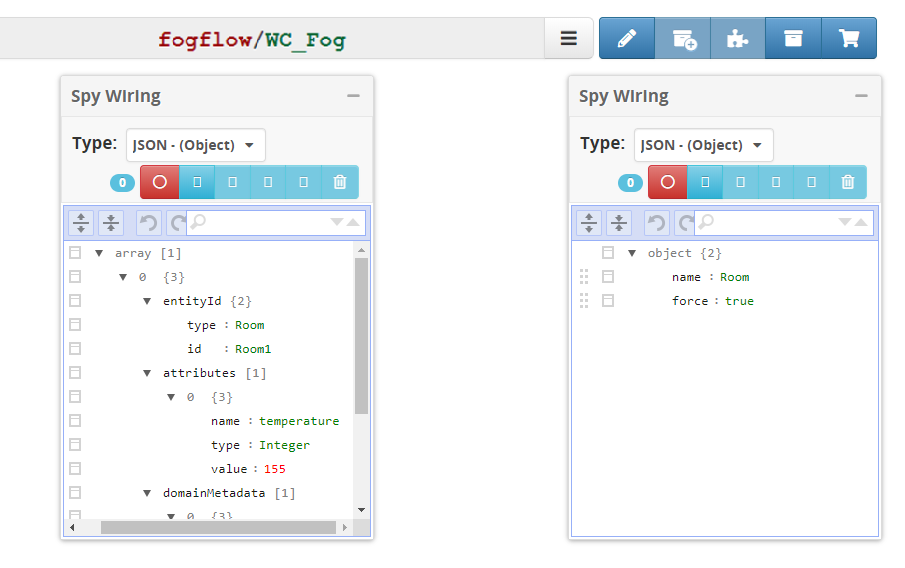 fogflow/WC_Fog
Spy Wiring
Type: JSON - (Object)
0
array [1]
0 {3}
entityId {2}
type : Room
id : Room1
attributes [1]
0 {3}
name : temperature
type : Integer
value : 155
domainMetadata [1]
0 {3}
Spy Wiring
Type: JSON - (Object)
0
object {2}
name : Room
force : true